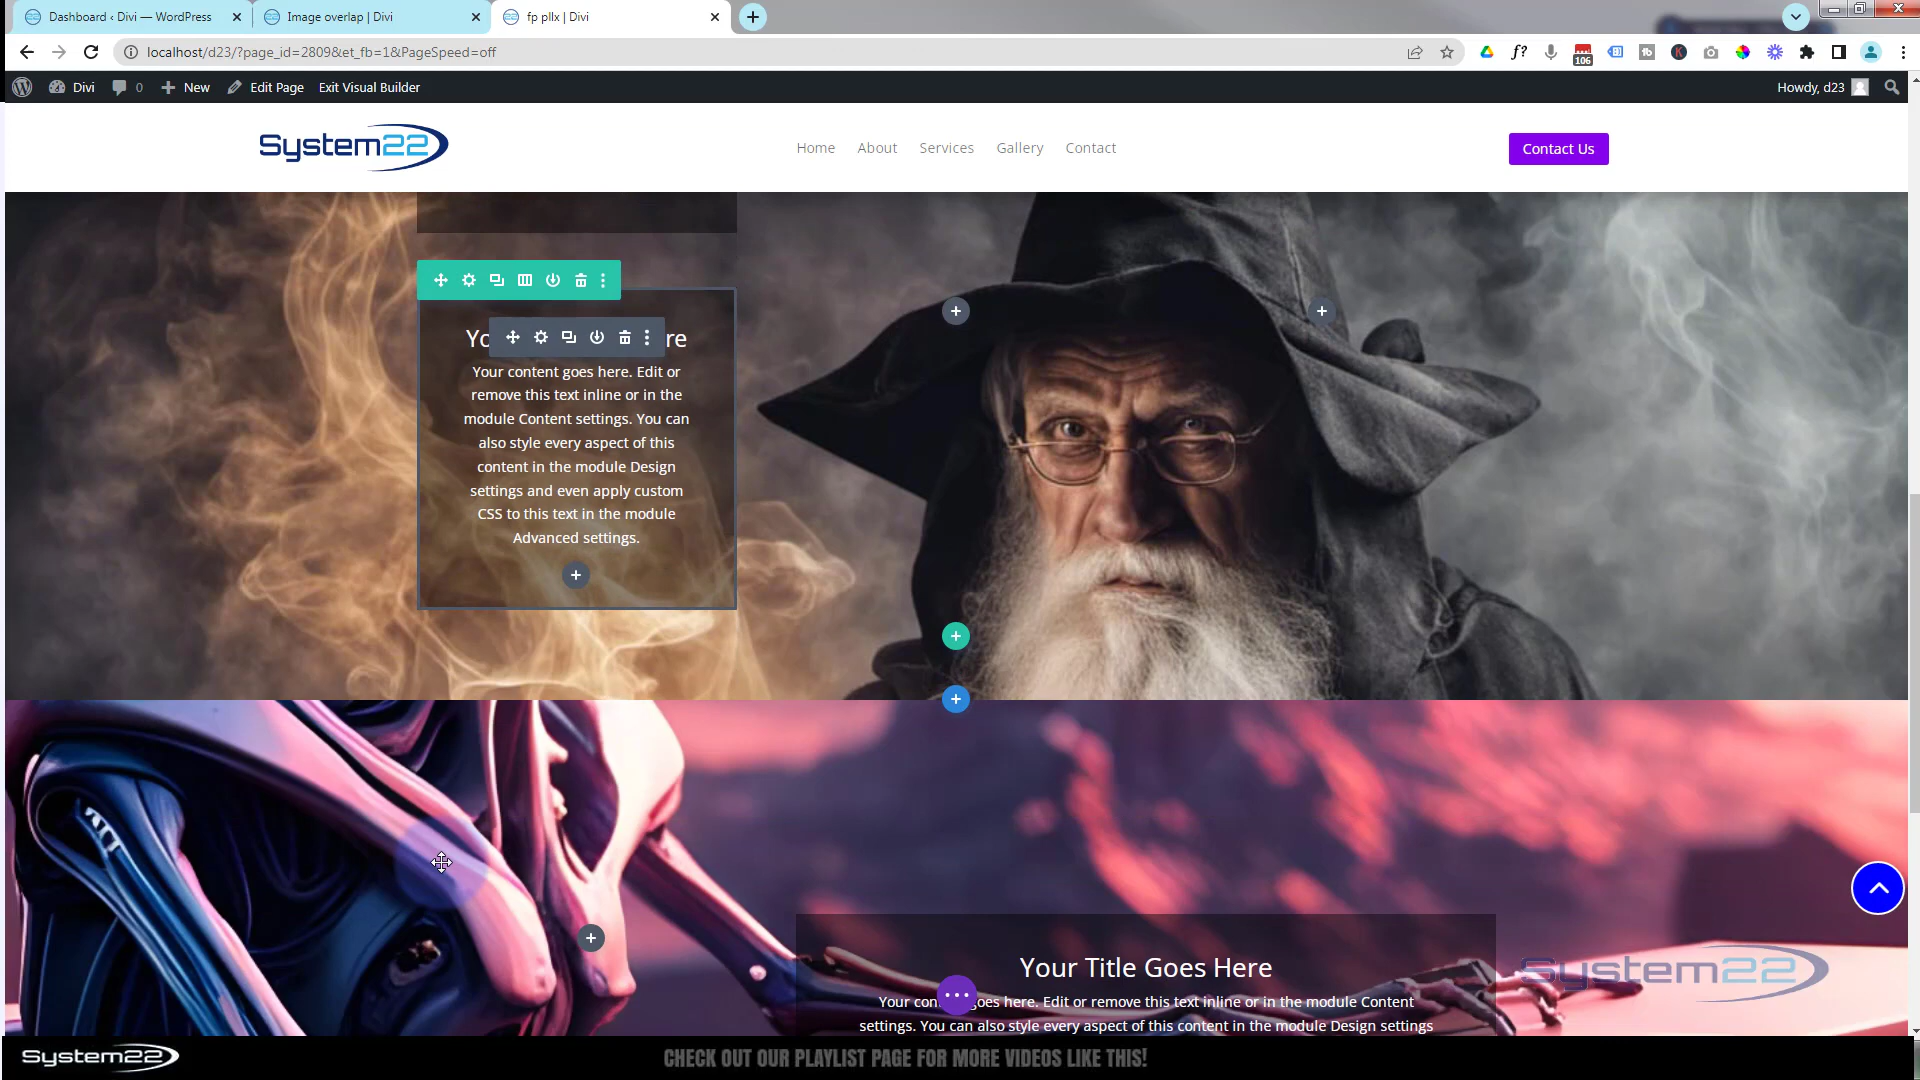 Dashboard ‹ Divi — WordPress
Image overlap | Divi
fp pllx | Divi
localhost/d23/?page_id=2809&et_fb=1&PageSpeed=off
106
Divi
0
New
Edit Page
Exit Visual Builder
Howdy, d23
System22
Home
About
Services
Gallery
Contact
Contact Us
Yo
re
Your content goes here. Edit or
remove this text inline or in the
module Content settings. You can
also style every aspect of this
content in the module Design
settings and even apply custom
CSS to this text in the module
Advanced settings.
Your Title Goes Here
Your con goes here. Edit or remove this text inline or in the module Content
settings. You can also style every aspect of this content in the module Design settings
System22
System22
CHECK OUT OUR PLAYLIST PAGE FOR MORE VIDEOS LIKE THIS!